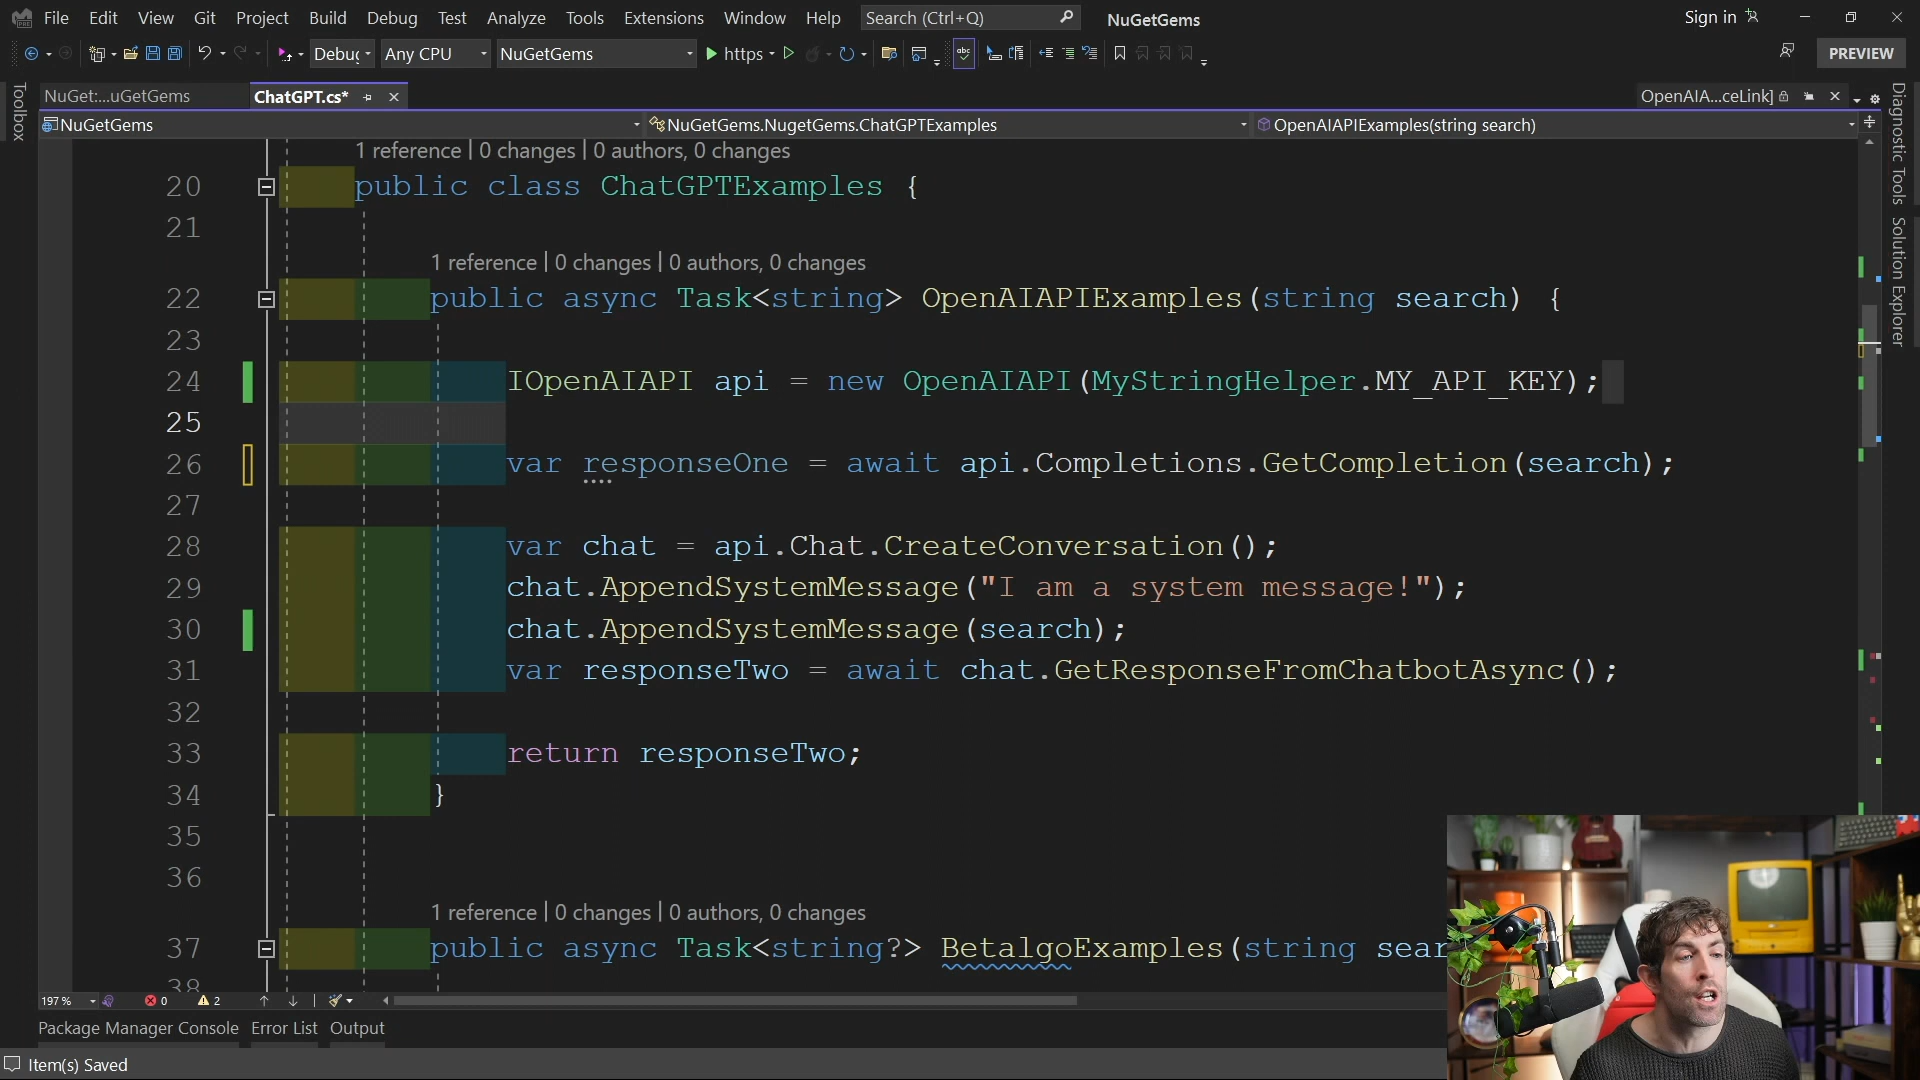 File Edit View Git Project Build Debug Test Analyze Tools Extensions Window Help Search (Ctrl+Q) NuGetGems Sign in
Debug Any CPU NuGetGems https PREVIEW
Toolbox
NuGet:...uGetGems ChatGPT.cs* OpenAIA...ceLink]
NuGetGems NuGetGems.NugetGems.ChatGPTExamples OpenAIAPIExamples(string search)
Diagnostic Tools
Solution Explorer
1 reference | 0 changes | 0 authors, 0 changes
20 public class ChatGPTExamples {
21
1 reference | 0 changes | 0 authors, 0 changes
22 public async Task<string> OpenAIAPIExamples(string search) {
23
24 IOpenAIAPI api = new OpenAIAPI(MyStringHelper.MY_API_KEY);
25
26 var responseOne = await api.Completions.GetCompletion(search);
27
28 var chat = api.Chat.CreateConversation();
29 chat.AppendSystemMessage("I am a system message!");
30 chat.AppendSystemMessage(search);
31 var responseTwo = await chat.GetResponseFromChatbotAsync();
32
33 return responseTwo;
34 }
35
36
1 reference | 0 changes | 0 authors, 0 changes
37 public async Task<string?> BetalgoExamples(string sear
38
197 % 0 2
Package Manager Console Error List Output
Item(s) Saved